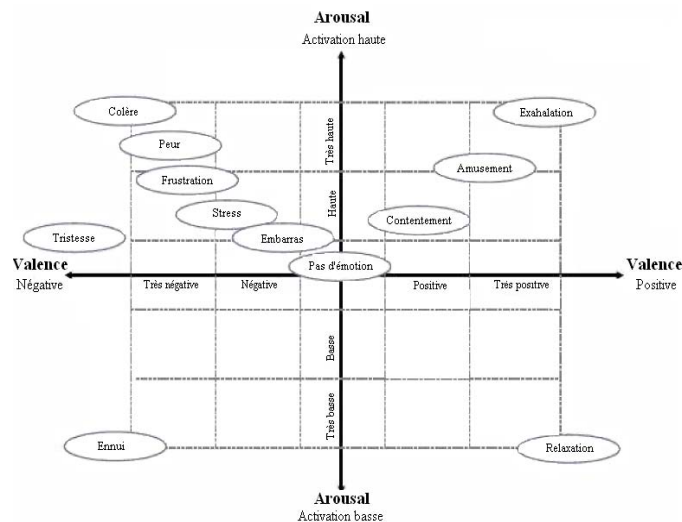 Arousal
Activation haute
Colère
Exahalation
Très haute
Peur
Amusement
Frustration
Haute
Stress
Contentement
Tristesse
Embarras
Valence
Négative
Pas d'émotion
Valence
Positive
Très négative
Négative
Positive
Très positive
Basse
Très basse
Ennui
Relaxation
Arousal
Activation basse